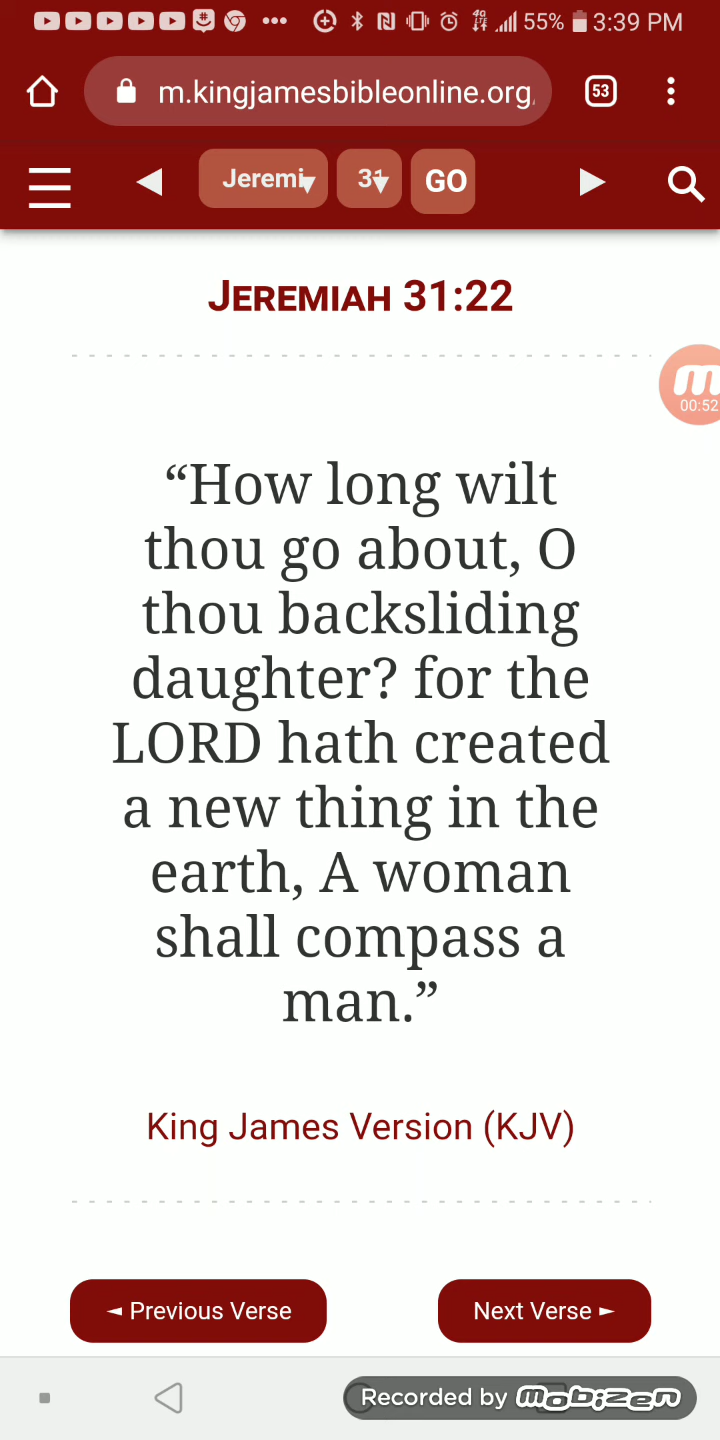 55% 3:39 PM
m.kingjamesbibleonline.org
53
Jeremi 31 GO
JEREMIAH 31:22
00:52
“How long wilt
thou go about, O
thou backsliding
daughter? for the
LORD hath created
a new thing in the
earth, A woman
shall compass a
man.”
King James Version (KJV)
◄ Previous Verse Next Verse ►
Recorded by mobizen